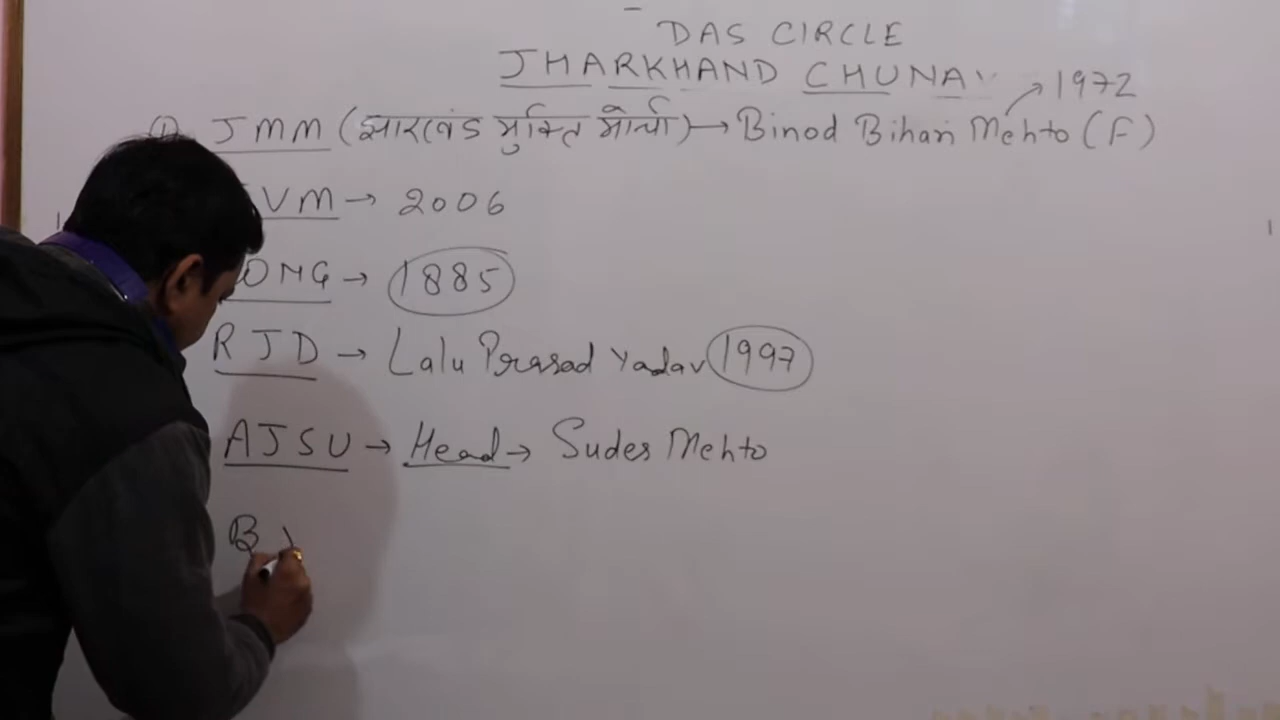 DAS CIRCLE
JHARKHAND CHUNAV
→ 1972
① JMM (झारखंड मुक्ति मोर्चा) → Binod Bihari Mehto (F)
VM → 2006
ONG → 1885
RJD → Lalu Prasad Yadav 1997
AJSU → Head → Sudes Mehto
B